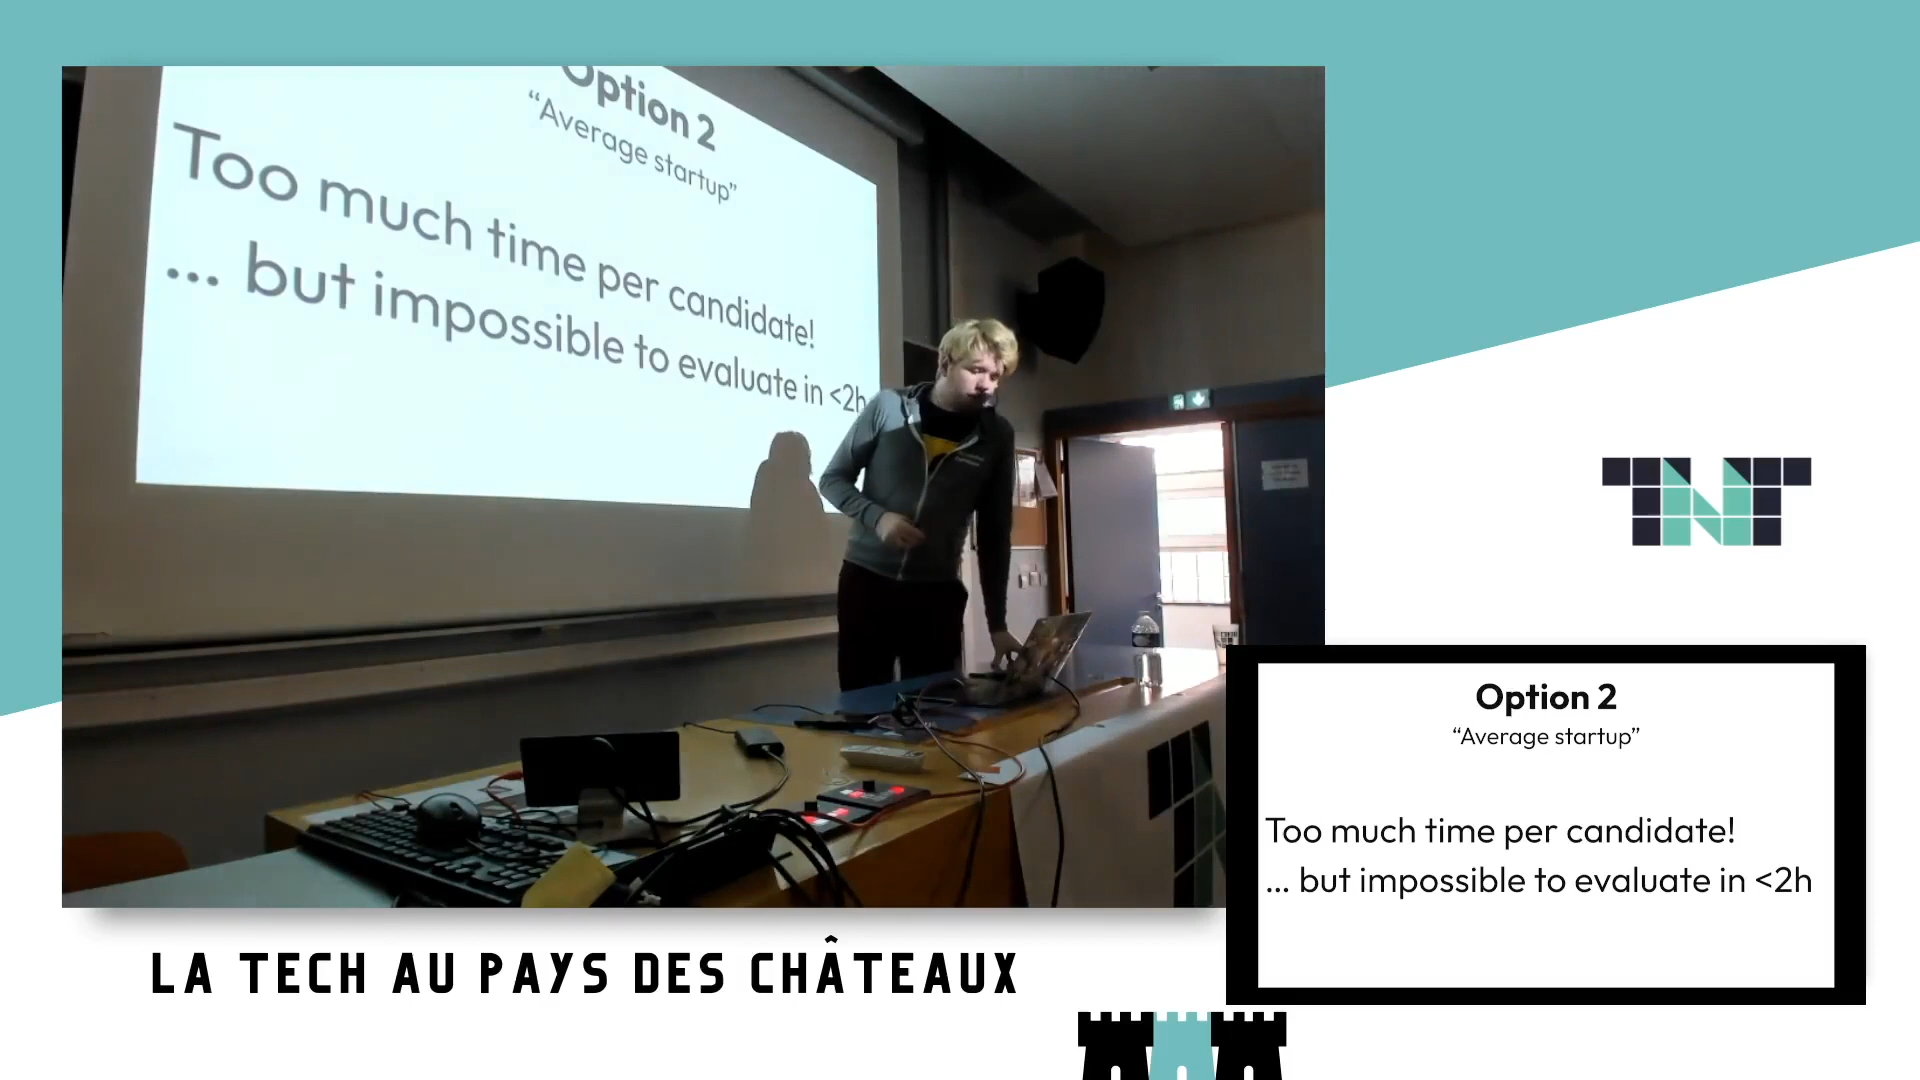 Option 2
“Average startup”
Too much time per candidate!
... but impossible to evaluate in <2h
TNT
Option 2
“Average startup”
Too much time per candidate!
... but impossible to evaluate in <2h
LA TECH AU PAYS DES CHÂTEAUX